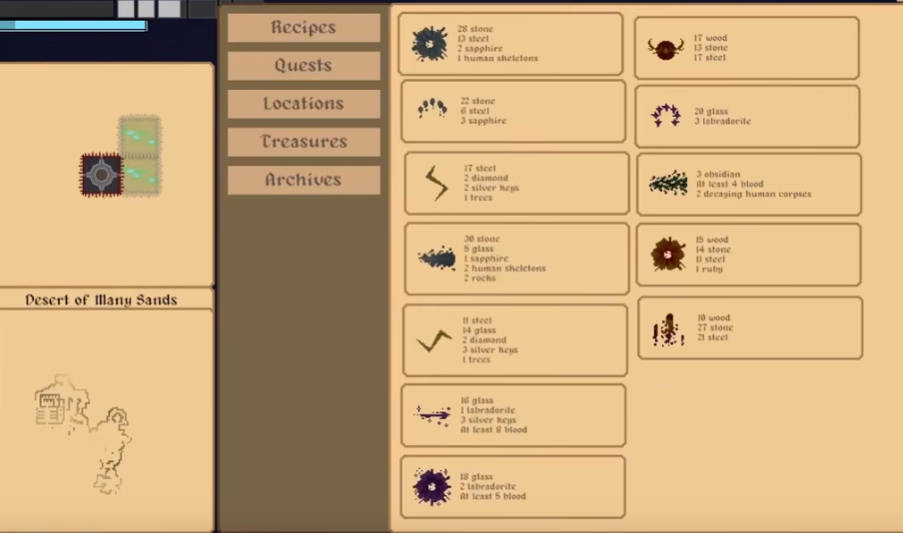 Recipes
Quests
Locations
Treasures
Archives
Desert of Many Sands
28 stone
13 steel
2 sapphire
1 human skeletons
22 stone
6 steel
3 sapphire
17 steel
2 diamond
2 silver keys
1 trees
30 stone
5 glass
1 sapphire
2 human skeletons
2 rocks
11 steel
14 glass
2 diamond
3 silver keys
1 trees
16 glass
1 labradorite
3 silver keys
At least 8 blood
18 glass
2 labradorite
At least 5 blood
17 wood
13 stone
17 steel
20 glass
3 labradorite
3 obsidian
At least 4 blood
2 decaying human corpses
15 wood
14 stone
11 steel
1 ruby
10 wood
27 stone
21 steel